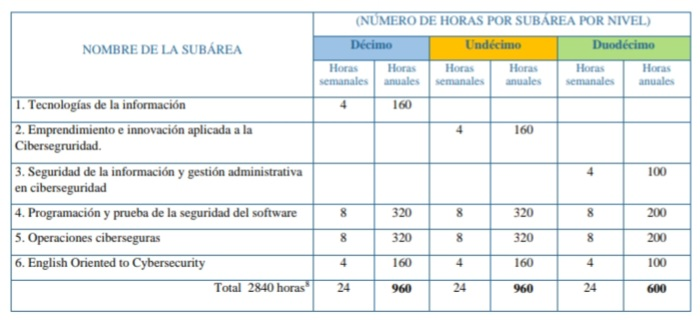 (NÚMERO DE HORAS POR SUBÁREA POR NIVEL)
NOMBRE DE LA SUBÁREA
Décimo Undécimo Duodécimo
Horas semanales Horas anuales Horas semanales Horas anuales Horas semanales Horas anuales
1. Tecnologías de la información 4 160
2. Emprendimiento e innovación aplicada a la
Cibersegruridad. 4 160
3. Seguridad de la información y gestión administrativa
en ciberseguridad 4 100
4. Programación y prueba de la seguridad del software 8 320 8 320 8 200
5. Operaciones ciberseguras 8 320 8 320 8 200
6. English Oriented to Cybersecurity 4 160 4 160 4 100
Total 2840 horas 24 960 24 960 24 600